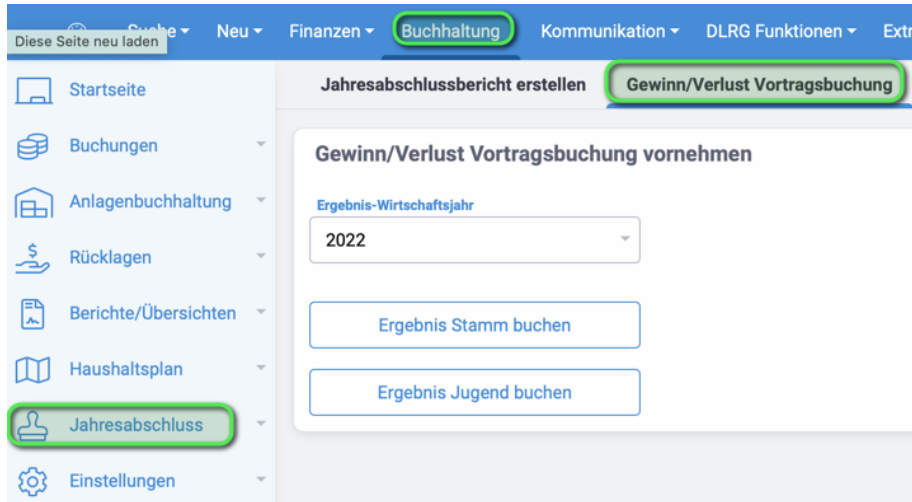 Suche Neu Finanzen Buchhaltung Kommunikation DLRG Funktionen
Diese Seite neu laden
Jahresabschlussbericht erstellen Gewinn/Verlust Vortragsbuchung
Startseite
Buchungen
Anlagenbuchhaltung
Rücklagen
Berichte/Übersichten
Haushaltsplan
Jahresabschluss
Einstellungen
Gewinn/Verlust Vortragsbuchung vornehmen
Ergebnis-Wirtschaftsjahr
2022
Ergebnis Stamm buchen
Ergebnis Jugend buchen